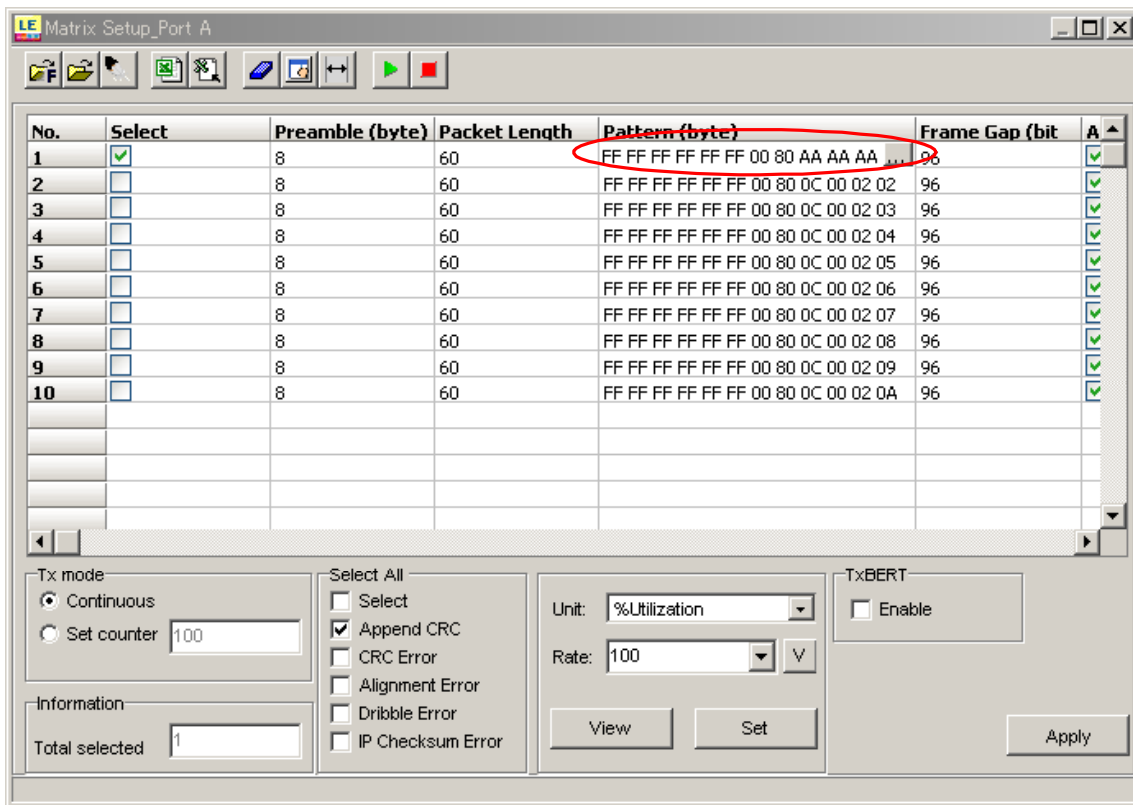 LE Matrix Setup_Port A
F
No. Select Preamble (byte) Packet Length Pattern (byte) Frame Gap (bit A
1 8 60 FF FF FF FF FF FF 00 80 AA AA AA ... 96
2 8 60 FF FF FF FF FF FF 00 80 0C 00 02 02 96
3 8 60 FF FF FF FF FF FF 00 80 0C 00 02 03 96
4 8 60 FF FF FF FF FF FF 00 80 0C 00 02 04 96
5 8 60 FF FF FF FF FF FF 00 80 0C 00 02 05 96
6 8 60 FF FF FF FF FF FF 00 80 0C 00 02 06 96
7 8 60 FF FF FF FF FF FF 00 80 0C 00 02 07 96
8 8 60 FF FF FF FF FF FF 00 80 0C 00 02 08 96
9 8 60 FF FF FF FF FF FF 00 80 0C 00 02 09 96
10 8 60 FF FF FF FF FF FF 00 80 0C 00 02 0A 96
Tx mode
Continuous
Set counter 100
Information
Total selected 1
Select All
Select
Append CRC
CRC Error
Alignment Error
Dribble Error
IP Checksum Error
Unit: %Utilization
Rate: 100 V
View Set
TxBERT
Enable
Apply